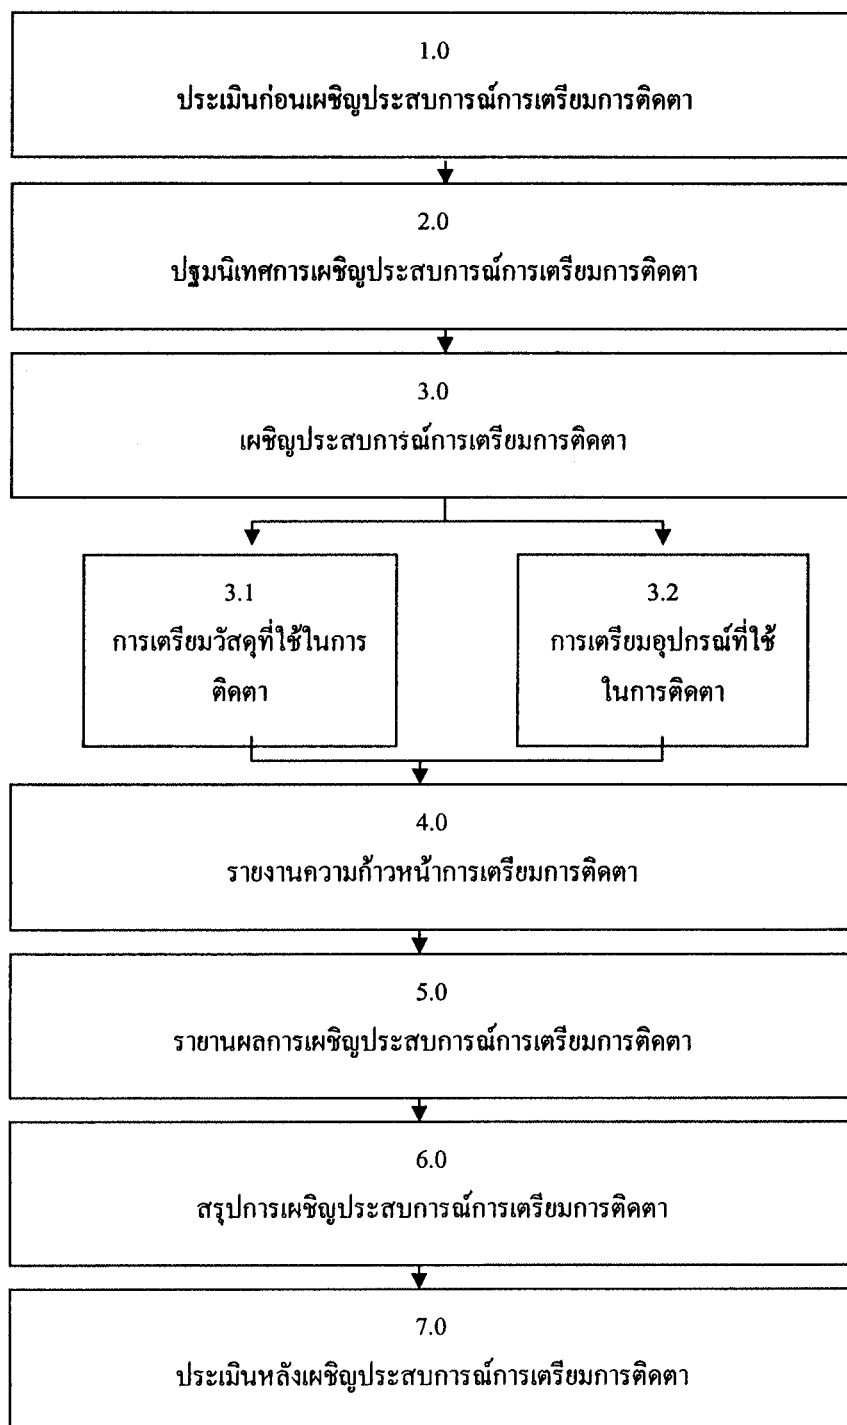 1.0
ประเมินก่อนเผชิญประสบการณ์การเตรียมการติดตา
2.0
ปฐมนิเทศการเผชิญประสบการณ์การเตรียมการติดตา
3.0
เผชิญประสบการณ์การเตรียมการติดตา
3.1
การเตรียมวัสดุที่ใช้ในการ
ติดตา
3.2
การเตรียมอุปกรณ์ที่ใช้
ในการติดตา
4.0
รายงานความก้าวหน้าการเตรียมการติดตา
5.0
รายานผลการเผชิญประสบการณ์การเตรียมการติดตา
6.0
สรุปการเผชิญประสบการณ์การเตรียมการติดตา
7.0
ประเมินหลังเผชิญประสบการณ์การเตรียมการติดตา